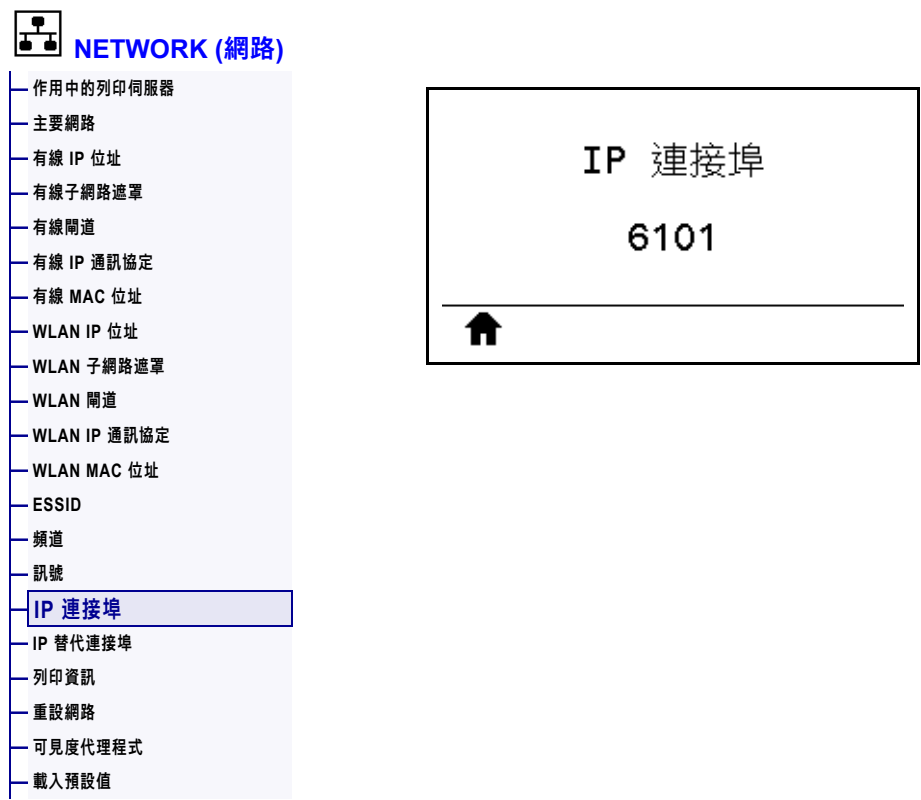 NETWORK (網路)
作用中的列印伺服器
主要網路
有線 IP 位址
有線子網路遮罩
有線閘道
有線 IP 通訊協定
有線 MAC 位址
WLAN IP 位址
WLAN 子網路遮罩
WLAN 閘道
WLAN IP 通訊協定
WLAN MAC 位址
ESSID
頻道
訊號
IP 連接埠
IP 替代連接埠
列印資訊
重設網路
可見度代理程式
載入預設值
IP 連接埠
6101